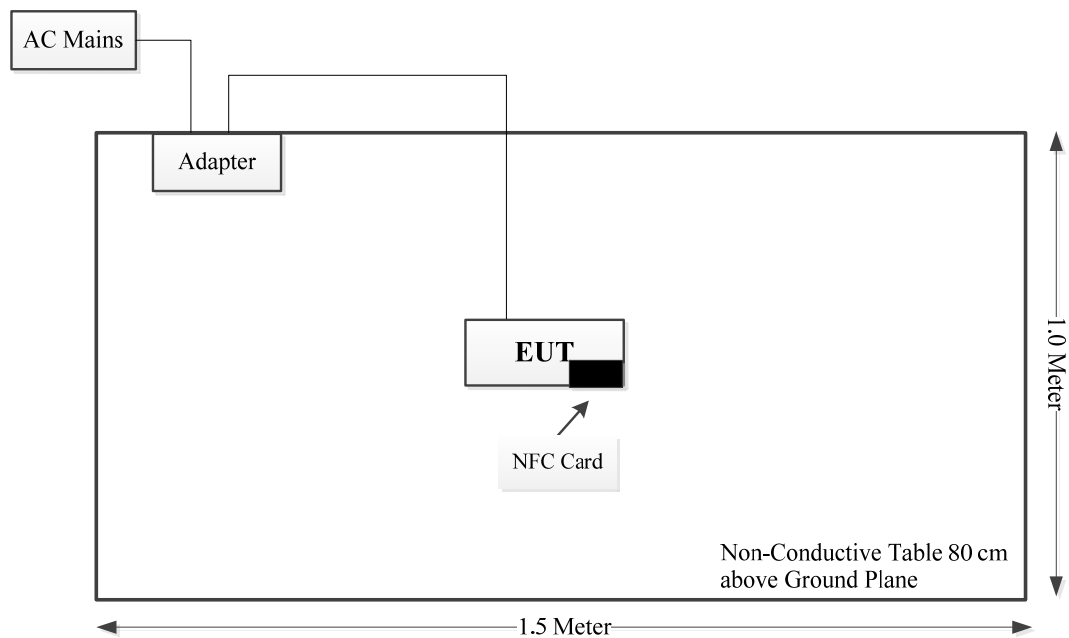 AC Mains
Adapter
EUT
NFC Card
Non-Conductive Table 80 cm
above Ground Plane
1.0 Meter
1.5 Meter